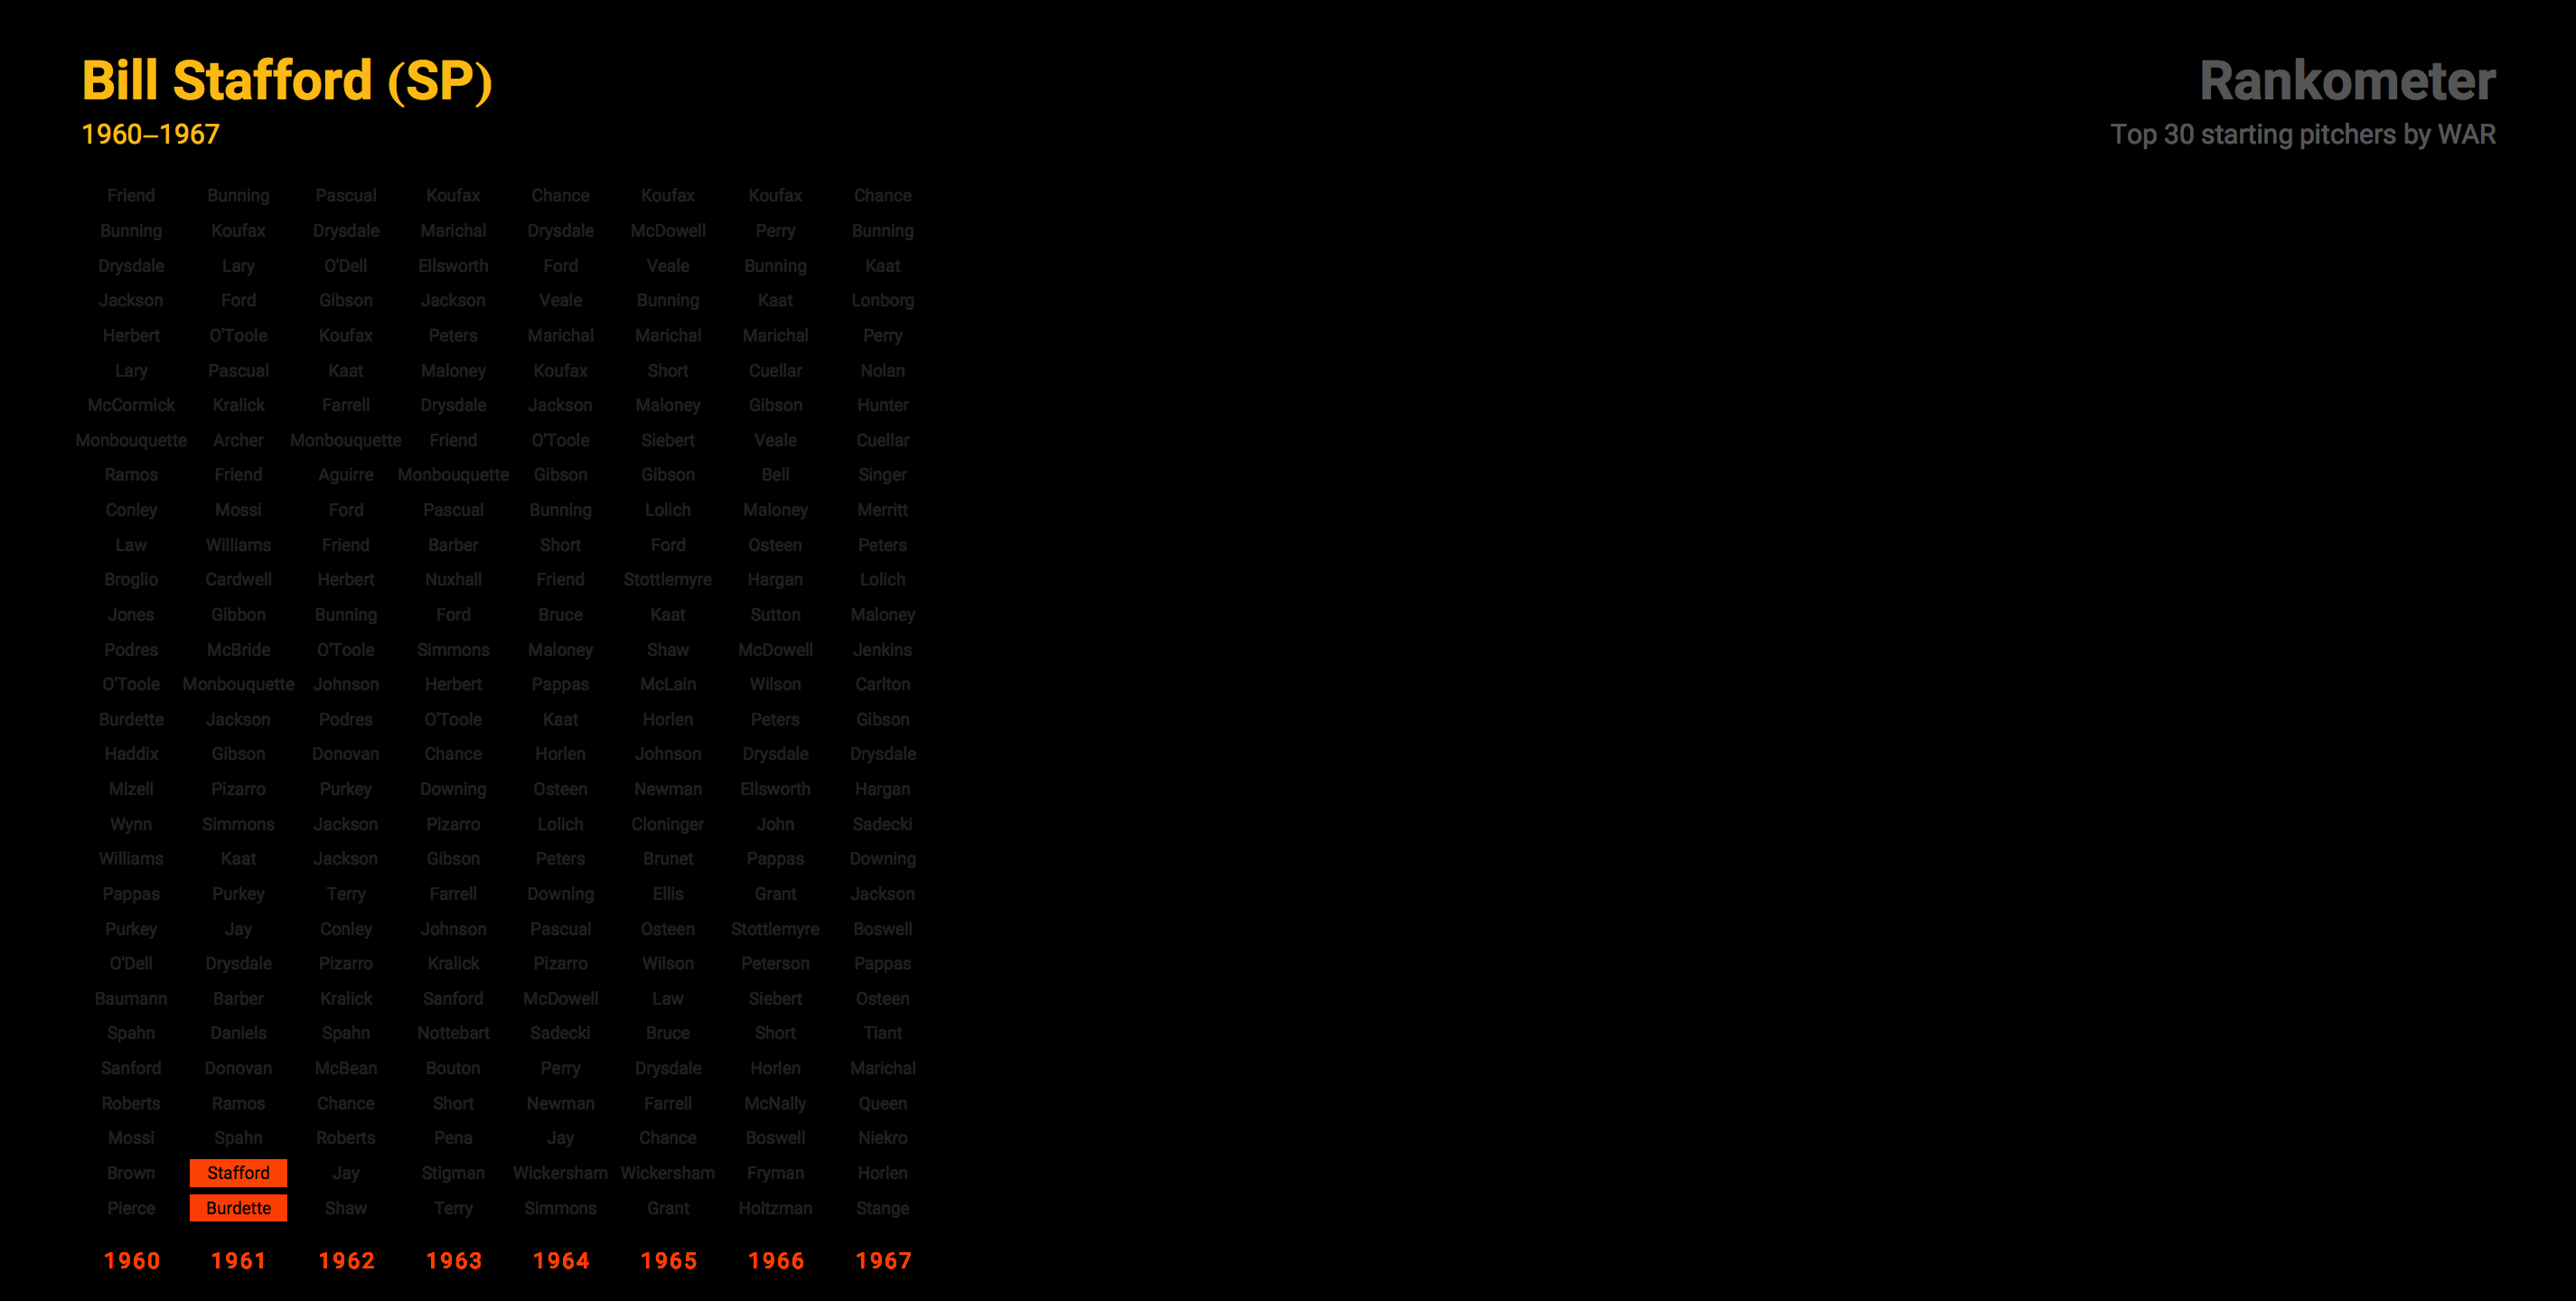 Bill Stafford (SP)
1960–1967
Rankometer
Top 30 starting pitchers by WAR
Friend Bunning Pascual Koufax Chance Koufax Koufax Chance
Bunning Koufax Drysdale Marichal Drysdale McDowell Perry Bunning
Drysdale Lary O'Dell Ellsworth Ford Veale Bunning Kaat
Jackson Ford Gibson Jackson Veale Bunning Kaat Lonborg
Herbert O'Toole Koufax Peters Marichal Marichal Marichal Perry
Lary Pascual Kaat Maloney Koufax Short Cuellar Nolan
McCormick Kralick Farrell Drysdale Jackson Maloney Gibson Hunter
Monbouquette Archer Monbouquette Friend O'Toole Siebert Veale Cuellar
Ramos Friend Aguirre Monbouquette Gibson Gibson Bell Singer
Conley Mossi Ford Pascual Bunning Lolich Maloney Merritt
Law Williams Friend Barber Short Ford Osteen Peters
Broglio Cardwell Herbert Nuxhall Friend Stottlemyre Hargan Lolich
Jones Gibbon Bunning Ford Bruce Kaat Sutton Maloney
Podres McBride O'Toole Simmons Maloney Shaw McDowell Jenkins
O'Toole Monbouquette Johnson Herbert Pappas McLain Wilson Carlton
Burdette Jackson Podres O'Toole Kaat Horlen Peters Gibson
Haddix Gibson Donovan Chance Horlen Johnson Drysdale Drysdale
Mizell Pizarro Purkey Downing Osteen Newman Ellsworth Hargan
Wynn Simmons Jackson Pizarro Lolich Cloninger John Sadecki
Williams Kaat Jackson Gibson Peters Brunet Pappas Downing
Pappas Purkey Terry Farrell Downing Ellis Grant Jackson
Purkey Jay Conley Johnson Pascual Osteen Stottlemyre Boswell
O'Dell Drysdale Pizarro Kralick Pizarro Wilson Peterson Pappas
Baumann Barber Kralick Sanford McDowell Law Siebert Osteen
Spahn Daniels Spahn Nottebart Sadecki Bruce Short Tiant
Sanford Donovan McBean Bouton Perry Drysdale Horlen Marichal
Roberts Ramos Chance Short Newman Farrell McNally Queen
Mossi Spahn Roberts Pena Jay Chance Boswell Niekro
Brown Stafford Jay Stigman Wickersham Wickersham Fryman Horlen
Pierce Burdette Shaw Terry Simmons Grant Holtzman Stange
1960 1961 1962 1963 1964 1965 1966 1967